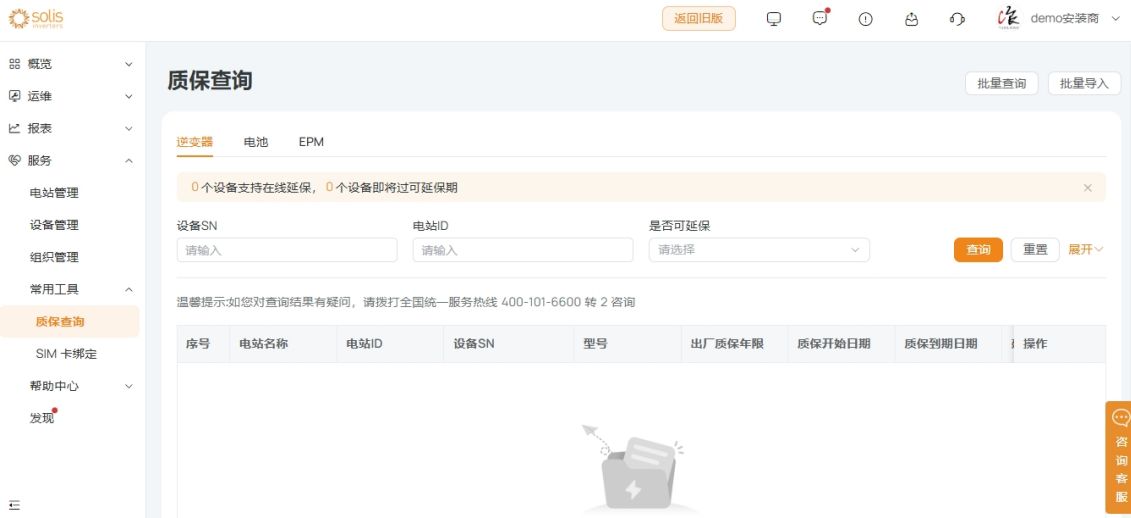 solis
inverters
返回旧版
demo安装商
概览
运维
报表
服务
电站管理
设备管理
组织管理
常用工具
质保查询
SIM 卡绑定
帮助中心
发现
质保查询
批量查询
批量导入
逆变器 电池 EPM
0 个设备支持在线延保， 0 个设备即将过可延保期
设备SN 电站ID 是否可延保
请输入 请输入 请选择 查询 重置 展开
温馨提示:如您对查询结果有疑问，请拨打全国统一服务热线 400-101-6600 转 2 咨询
序号 电站名称 电站ID 设备SN 型号 出厂质保年限 质保开始日期 质保到期日期 操作
咨询客服